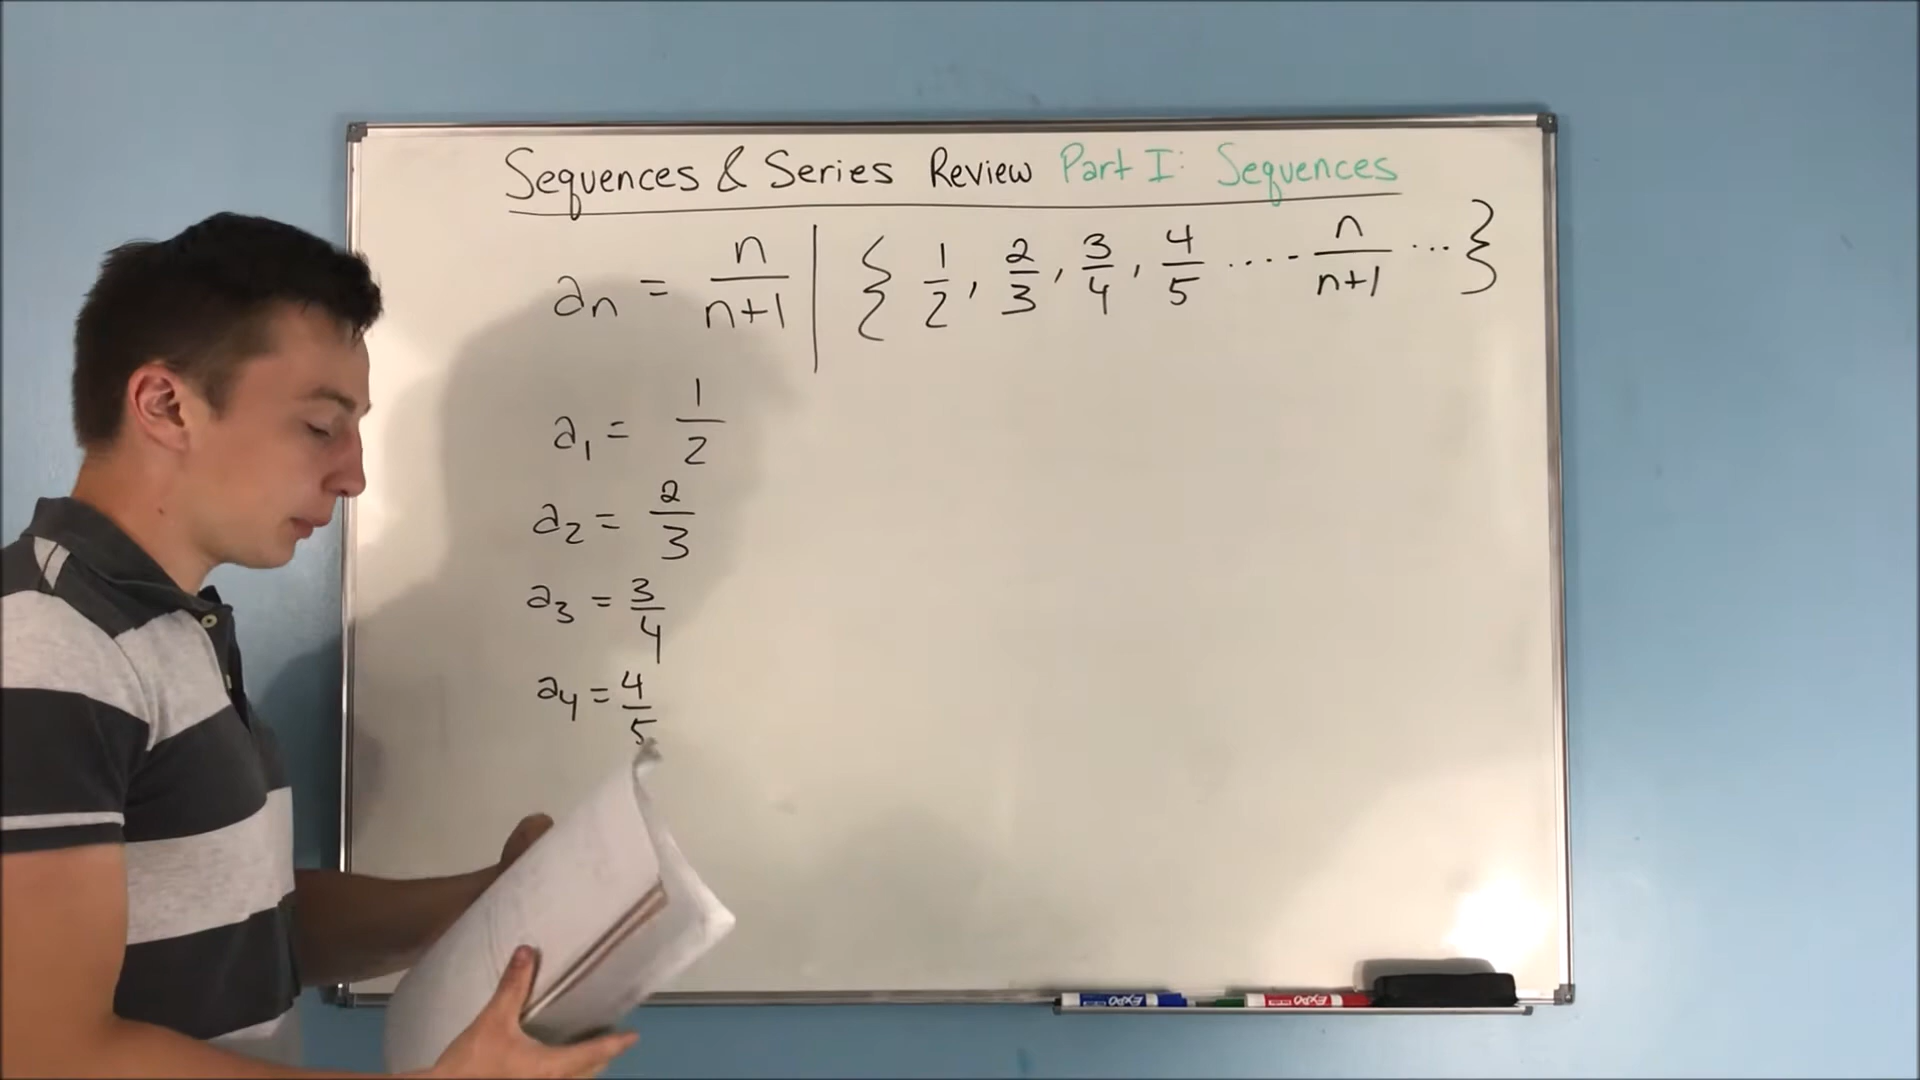 Sequences & Series Review Part I: Sequences
aₙ = n/(n+1) | { 1/2, 2/3, 3/4, 4/5 ..... n/(n+1) ... }
a₁ = 1/2
a₂ = 2/3
a₃ = 3/4
a₄ = 4/5
EXPO EXPO